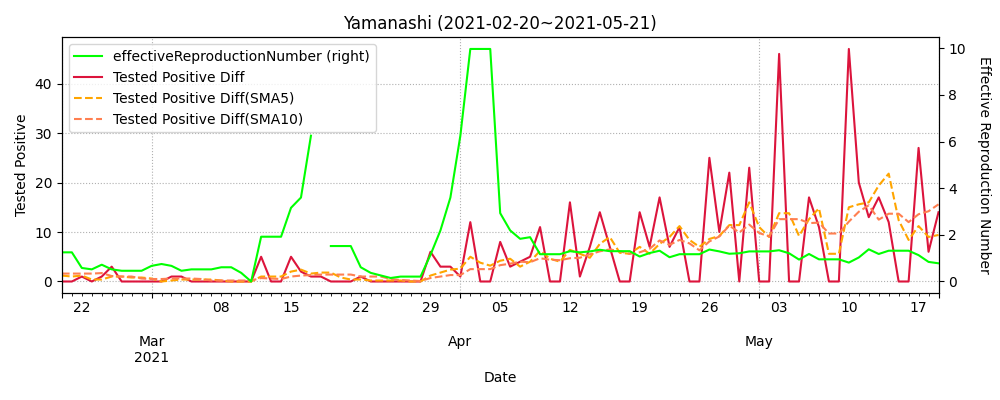 Yamanashi (2021-02-20~2021-05-21)
effectiveReproductionNumber (right)
Tested Positive Diff
Tested Positive Diff(SMA5)
Tested Positive Diff(SMA10)
Tested Positive
40
30
20
10
0
10
8
6
4
2
0
Effective Reproduction Number
22 08 15 22 29 05 12 19 26 03 10 17
Mar Apr May
2021
Date